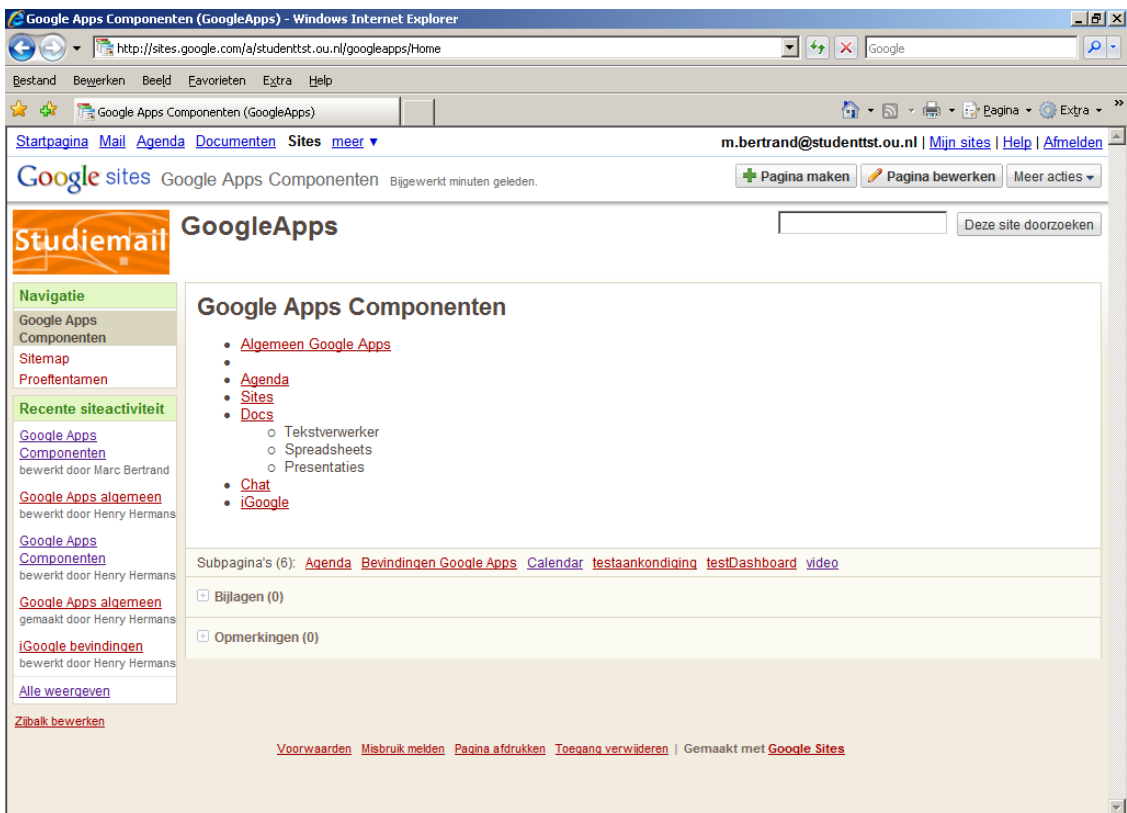 Google Apps Componenten (GoogleApps) - Windows Internet Explorer
http://sites.google.com/a/studenttst.ou.nl/googleapps/Home
Google
Bestand Bewerken Beeld Favorieten Extra Help
Google Apps Componenten (GoogleApps)
Pagina Extra »
Startpagina Mail Agenda Documenten Sites meer ▼
m.bertrand@studenttst.ou.nl | Mijn sites | Help | Afmelden
Google sites Google Apps Componenten Bijgewerkt minuten geleden.
Pagina maken Pagina bewerken Meer acties
Studiemail
GoogleApps
Deze site doorzoeken
Navigatie
Google Apps
Componenten
Sitemap
Proeftentamen
Recente siteactiviteit
Google Apps
Componenten
bewerkt door Marc Bertrand
Google Apps algemeen
bewerkt door Henry Hermans
Google Apps
Componenten
bewerkt door Henry Hermans
Google Apps algemeen
gemaakt door Henry Hermans
iGoogle bevindingen
bewerkt door Henry Hermans
Alle weergeven
Zijbalk bewerken
Google Apps Componenten
Algemeen Google Apps
Agenda
Sites
Docs
Tekstverwerker
Spreadsheets
Presentaties
Chat
iGoogle
Subpagina's (6): Agenda Bevindingen Google Apps Calendar testaankondiging testDashboard video
Bijlagen (0)
Opmerkingen (0)
Voorwaarden Misbruik melden Pagina afdrukken Toegang verwijderen | Gemaakt met Google Sites